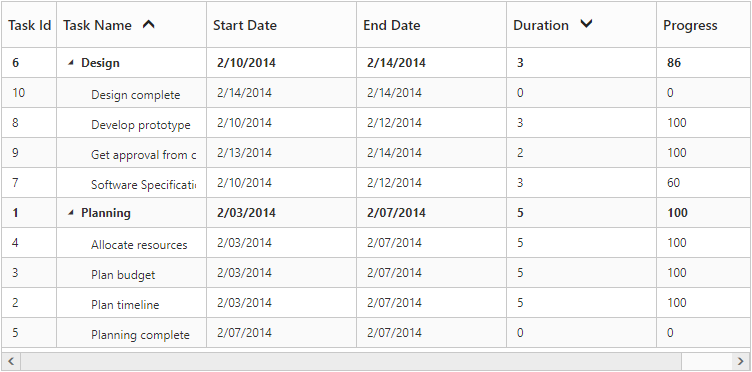 Task Id Task Name Start Date End Date Duration Progress
6 Design 2/10/2014 2/14/2014 3 86
10 Design complete 2/14/2014 2/14/2014 0 0
8 Develop prototype 2/10/2014 2/12/2014 3 100
9 Get approval from c 2/13/2014 2/14/2014 2 100
7 Software Specificati 2/10/2014 2/12/2014 3 60
1 Planning 2/03/2014 2/07/2014 5 100
4 Allocate resources 2/03/2014 2/07/2014 5 100
3 Plan budget 2/03/2014 2/07/2014 5 100
2 Plan timeline 2/03/2014 2/07/2014 5 100
5 Planning complete 2/07/2014 2/07/2014 0 0